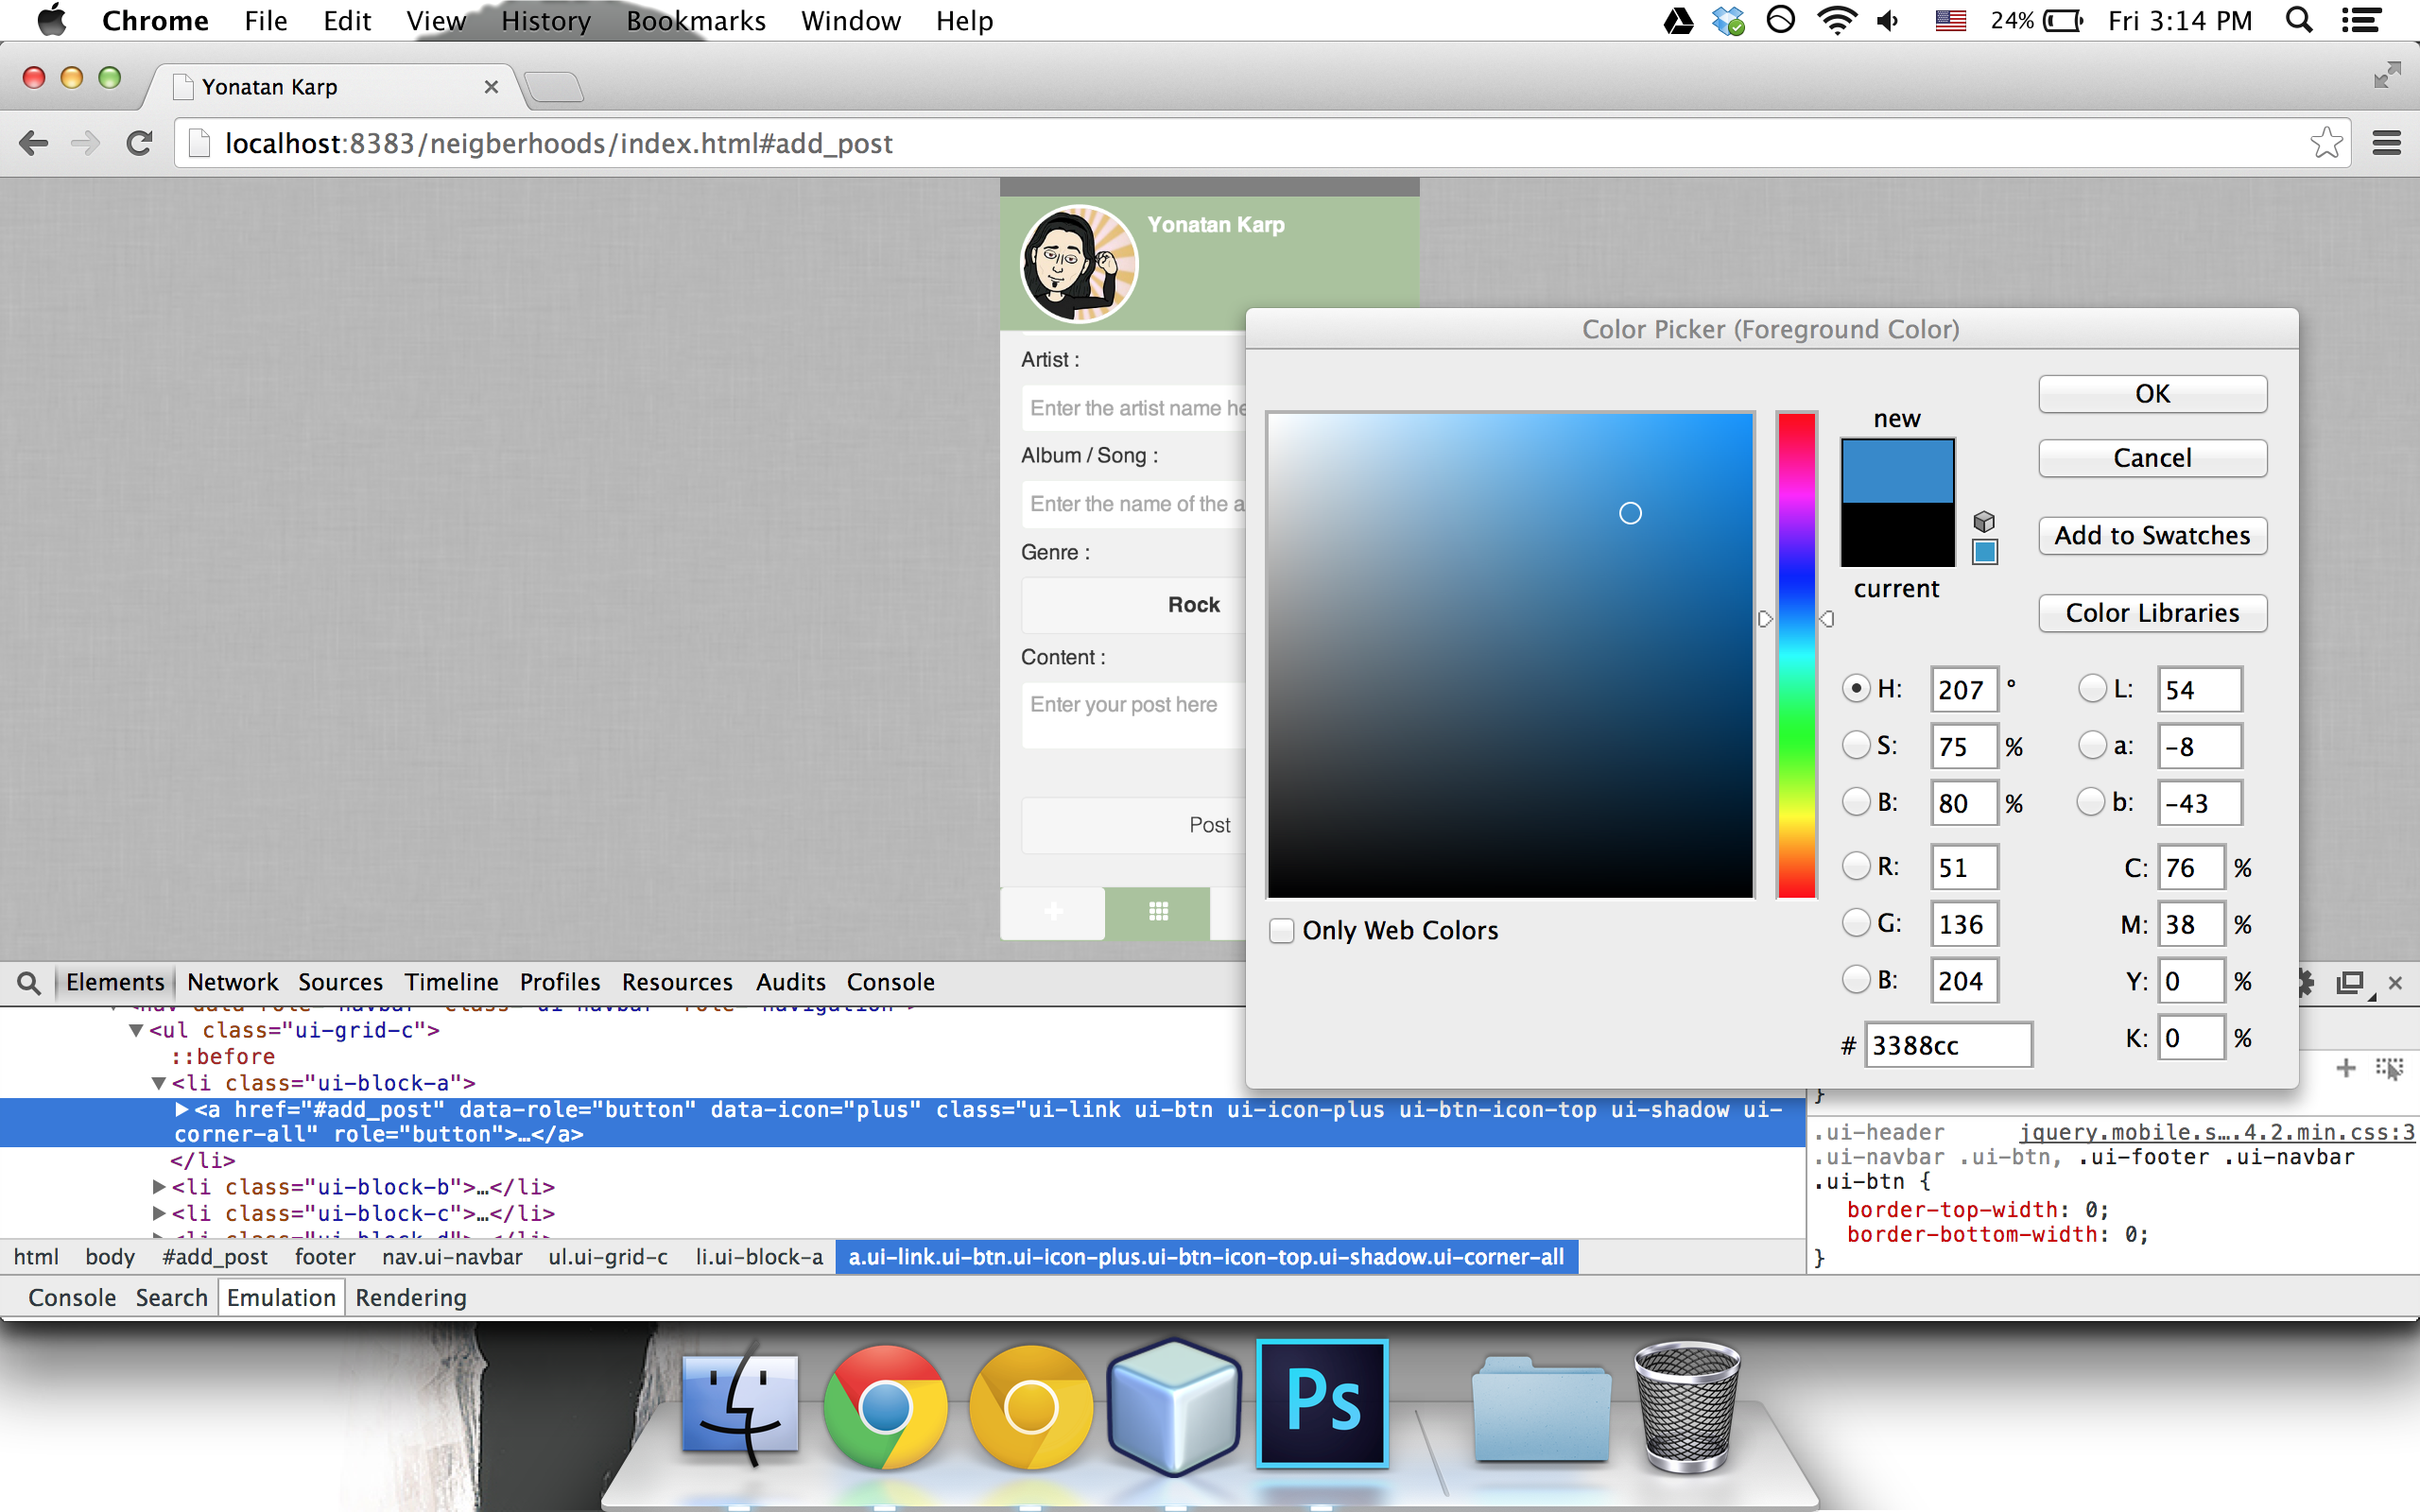 Chrome File Edit View History Bookmarks Window Help 24% Fri 3:14 PM
Yonatan Karp
localhost:8383/neigberhoods/index.html#add_post
Yonatan Karp
Artist :
Enter the artist name
Album / Song :
Enter the name of the
Genre :
Rock
Content :
Enter your post here
Post
Color Picker (Foreground Color)
new
current
OK
Cancel
Add to Swatches
Color Libraries
H: 207 °
S: 75 %
B: 80 %
R: 51
G: 136
B: 204
# 3388cc
L: 54
a: -8
b: -43
C: 76 %
M: 38 %
Y: 0 %
K: 0 %
Only Web Colors
Elements Network Sources Timeline Profiles Resources Audits Console
<ul class="ui-grid-c">
::before
<li class="ui-block-a">
<a href="#add_post" data-role="button" data-icon="plus" class="ui-link ui-btn ui-icon-plus ui-btn-icon-top ui-shadow ui-
corner-all" role="button">…</a>
</li>
<li class="ui-block-b">…</li>
<li class="ui-block-c">…</li>
<li class="ui-block-d">…</li>
}
.ui-header jquery.mobile.s….4.2.min.css:3
.ui-navbar .ui-btn, .ui-footer .ui-navbar
.ui-btn {
border-top-width: 0;
border-bottom-width: 0;
}
html body #add_post footer nav.ui-navbar ul.ui-grid-c li.ui-block-a a.ui-link.ui-btn.ui-icon-plus.ui-btn-icon-top.ui-shadow.ui-corner-all
Console Search Emulation Rendering
Ps